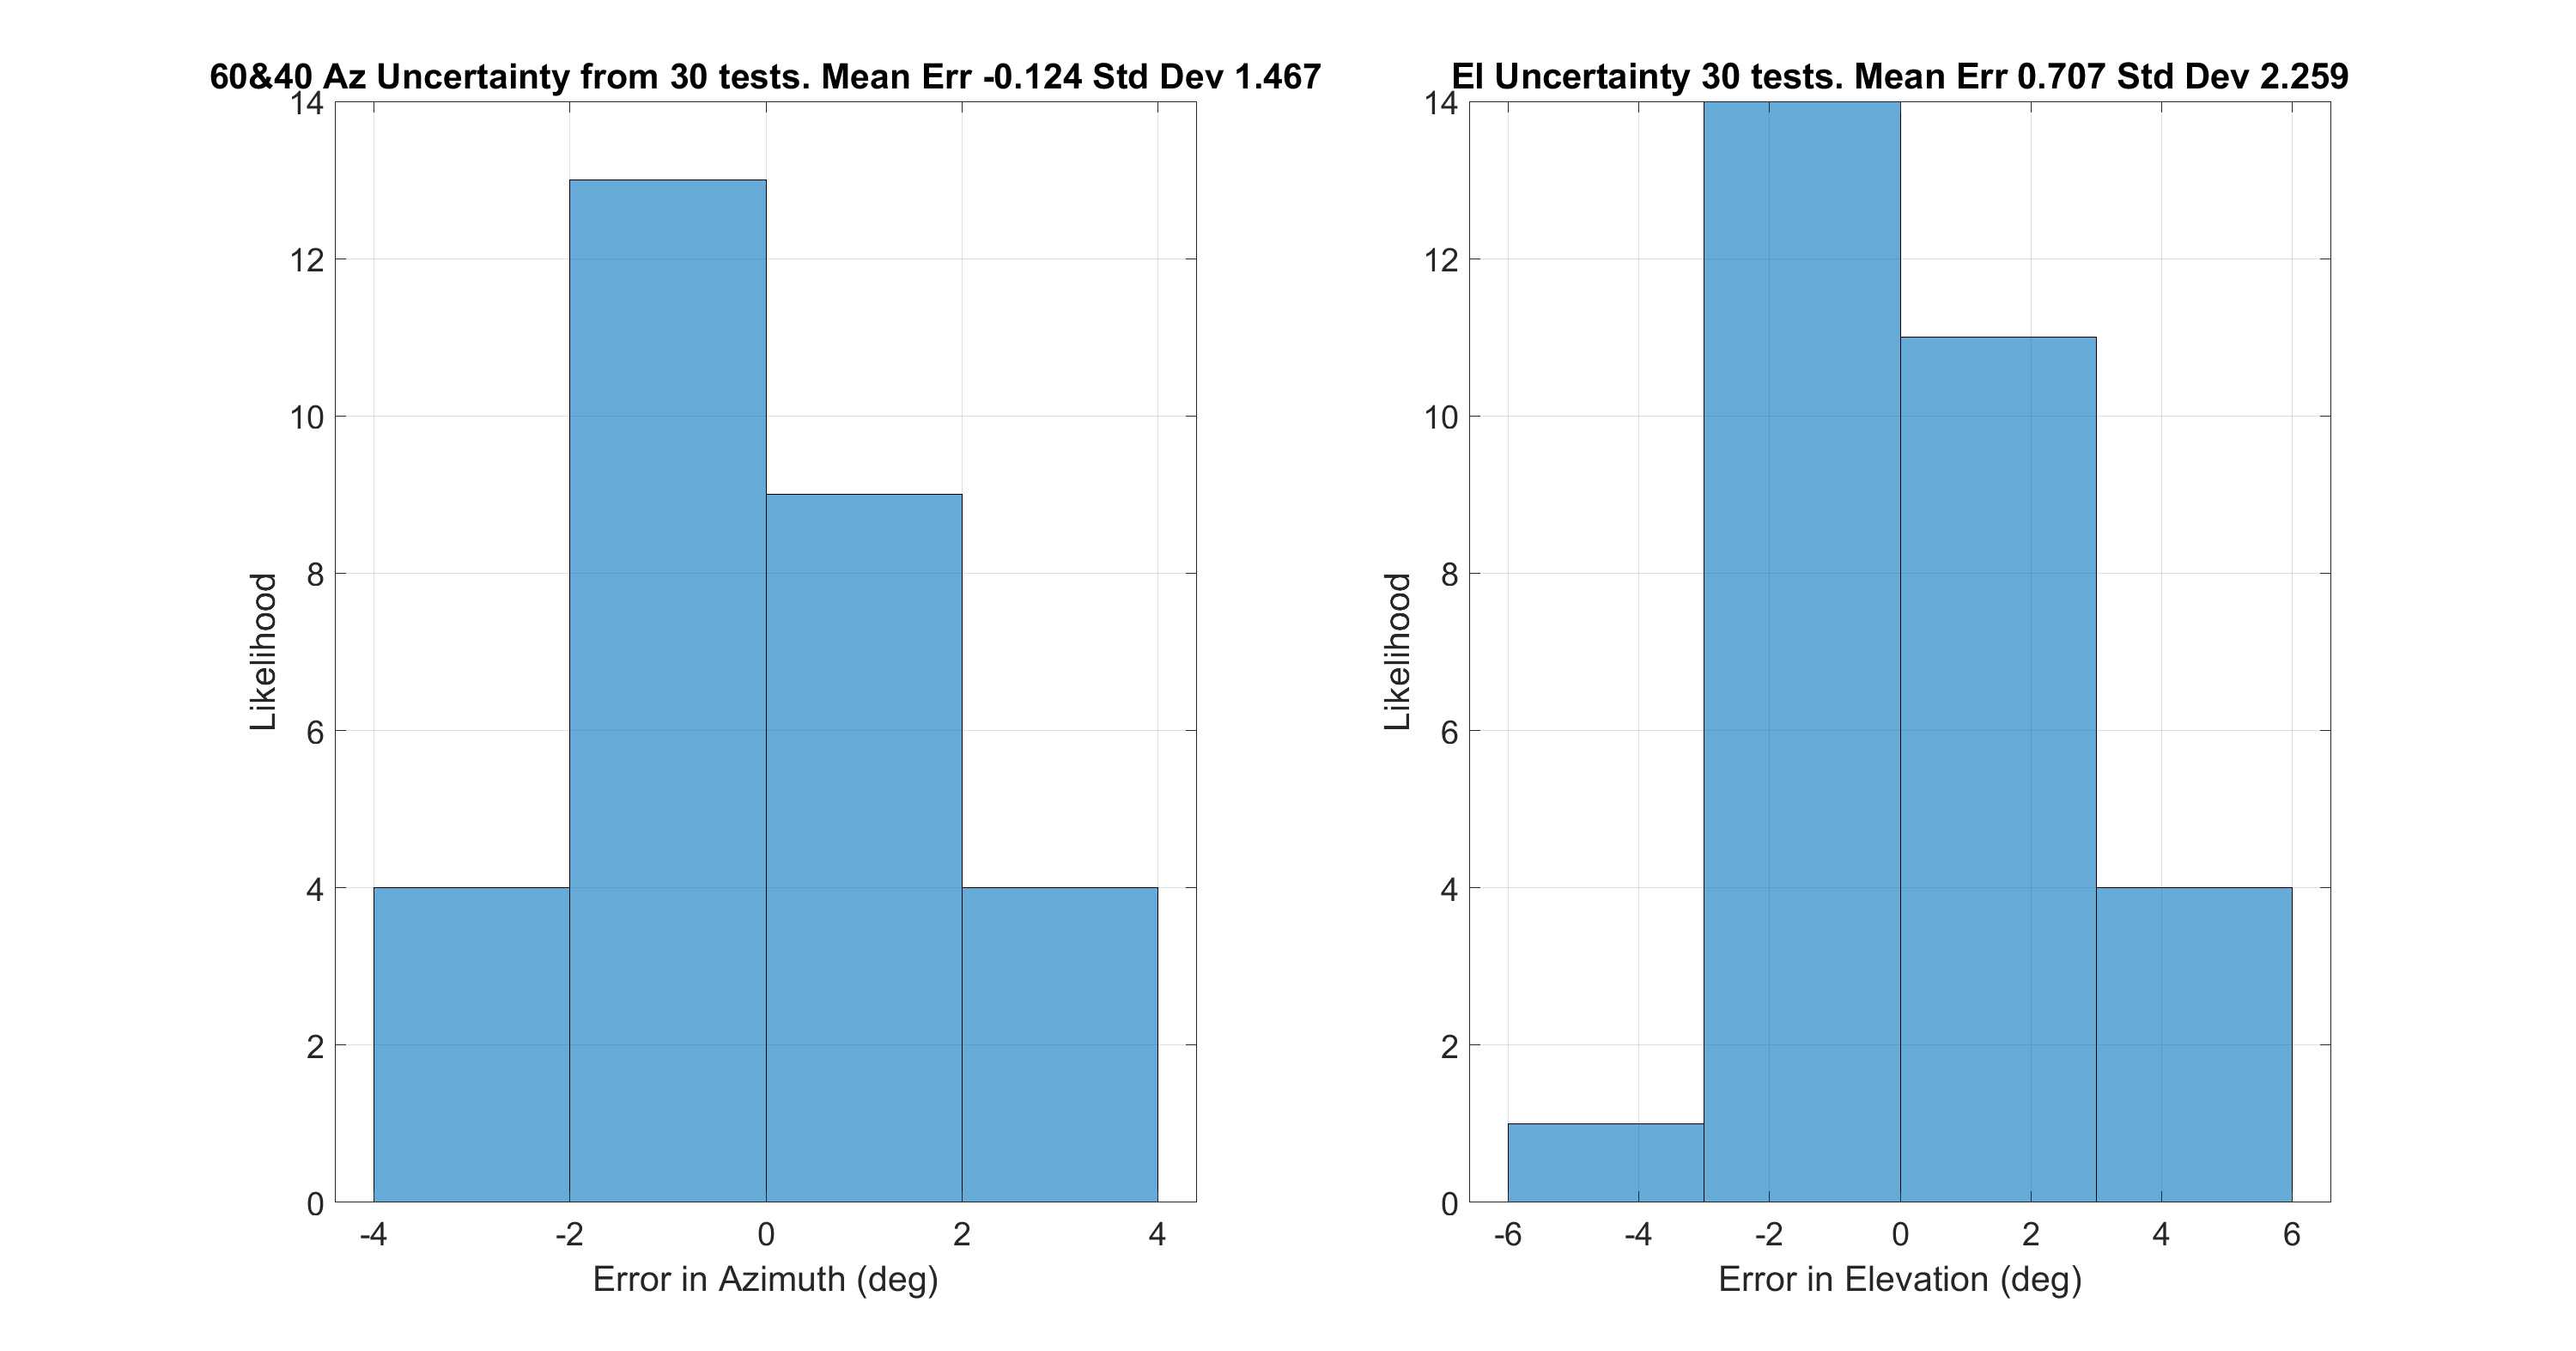 60&40 Az Uncertainty from 30 tests. Mean Err -0.124 Std Dev 1.467
14
12
10
8
6
4
2
0
Likelihood
-4 -2 0 2 4
Error in Azimuth (deg)
El Uncertainty 30 tests. Mean Err 0.707 Std Dev 2.259
14
12
10
8
6
4
2
0
Likelihood
-6 -4 -2 0 2 4 6
Error in Elevation (deg)